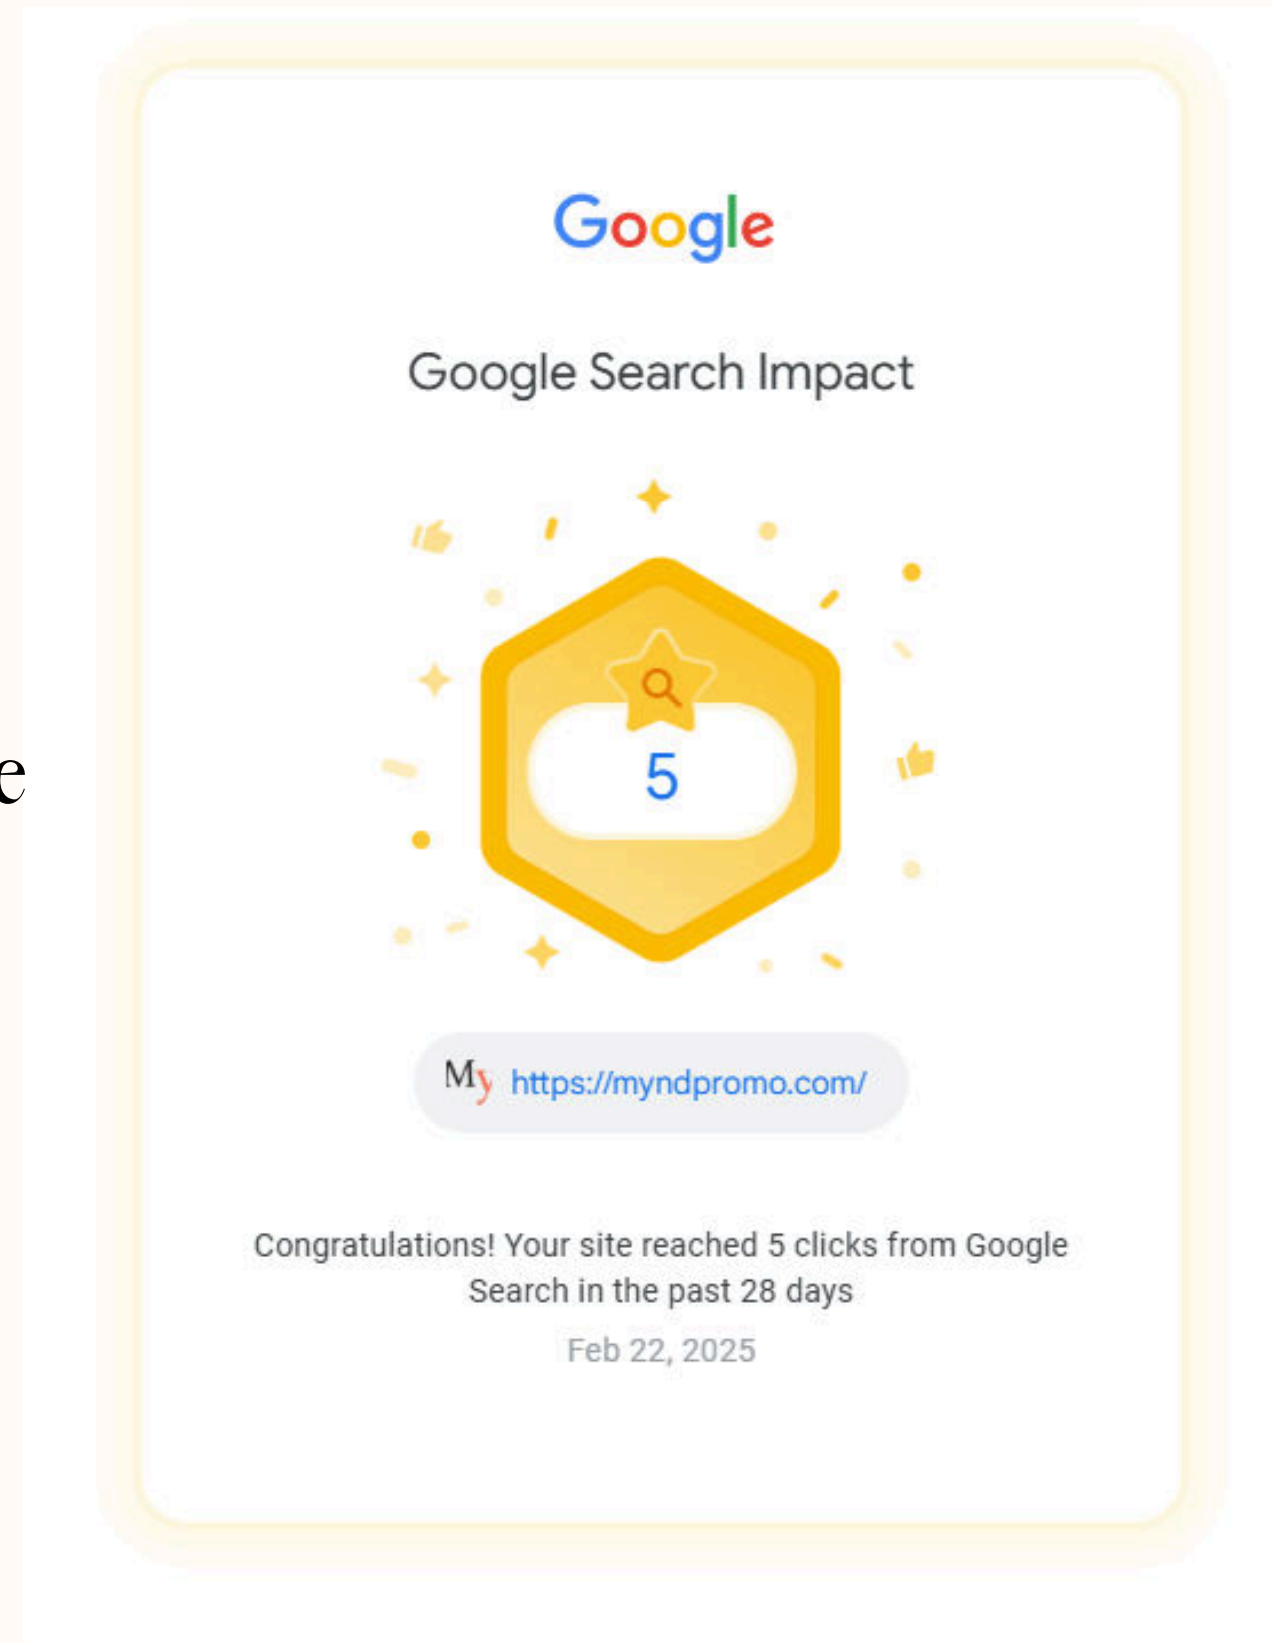 Google
Google Search Impact
e
5
My https://myndpromo.com/
Congratulations! Your site reached 5 clicks from Google
Search in the past 28 days
Feb 22, 2025